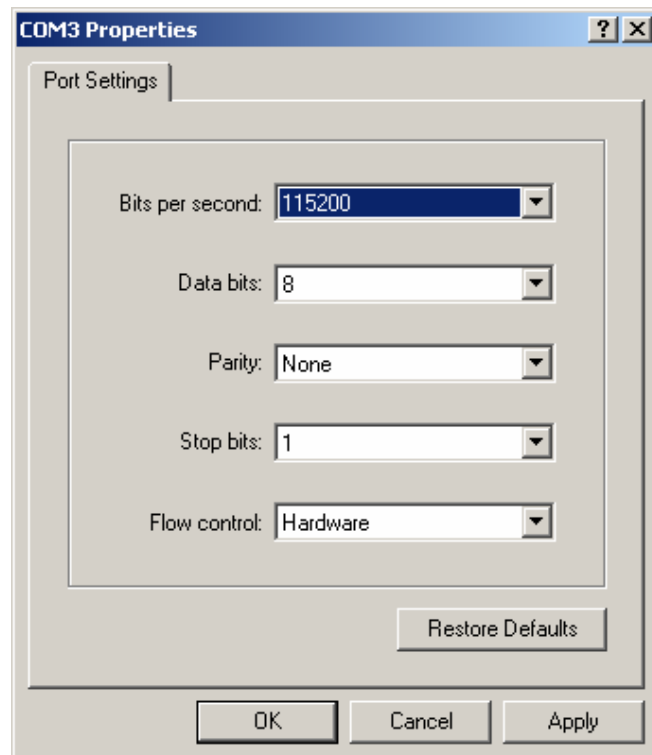 COM3 Properties
Port Settings
Bits per second: 115200
Data bits: 8
Parity: None
Stop bits: 1
Flow control: Hardware
Restore Defaults
OK Cancel Apply